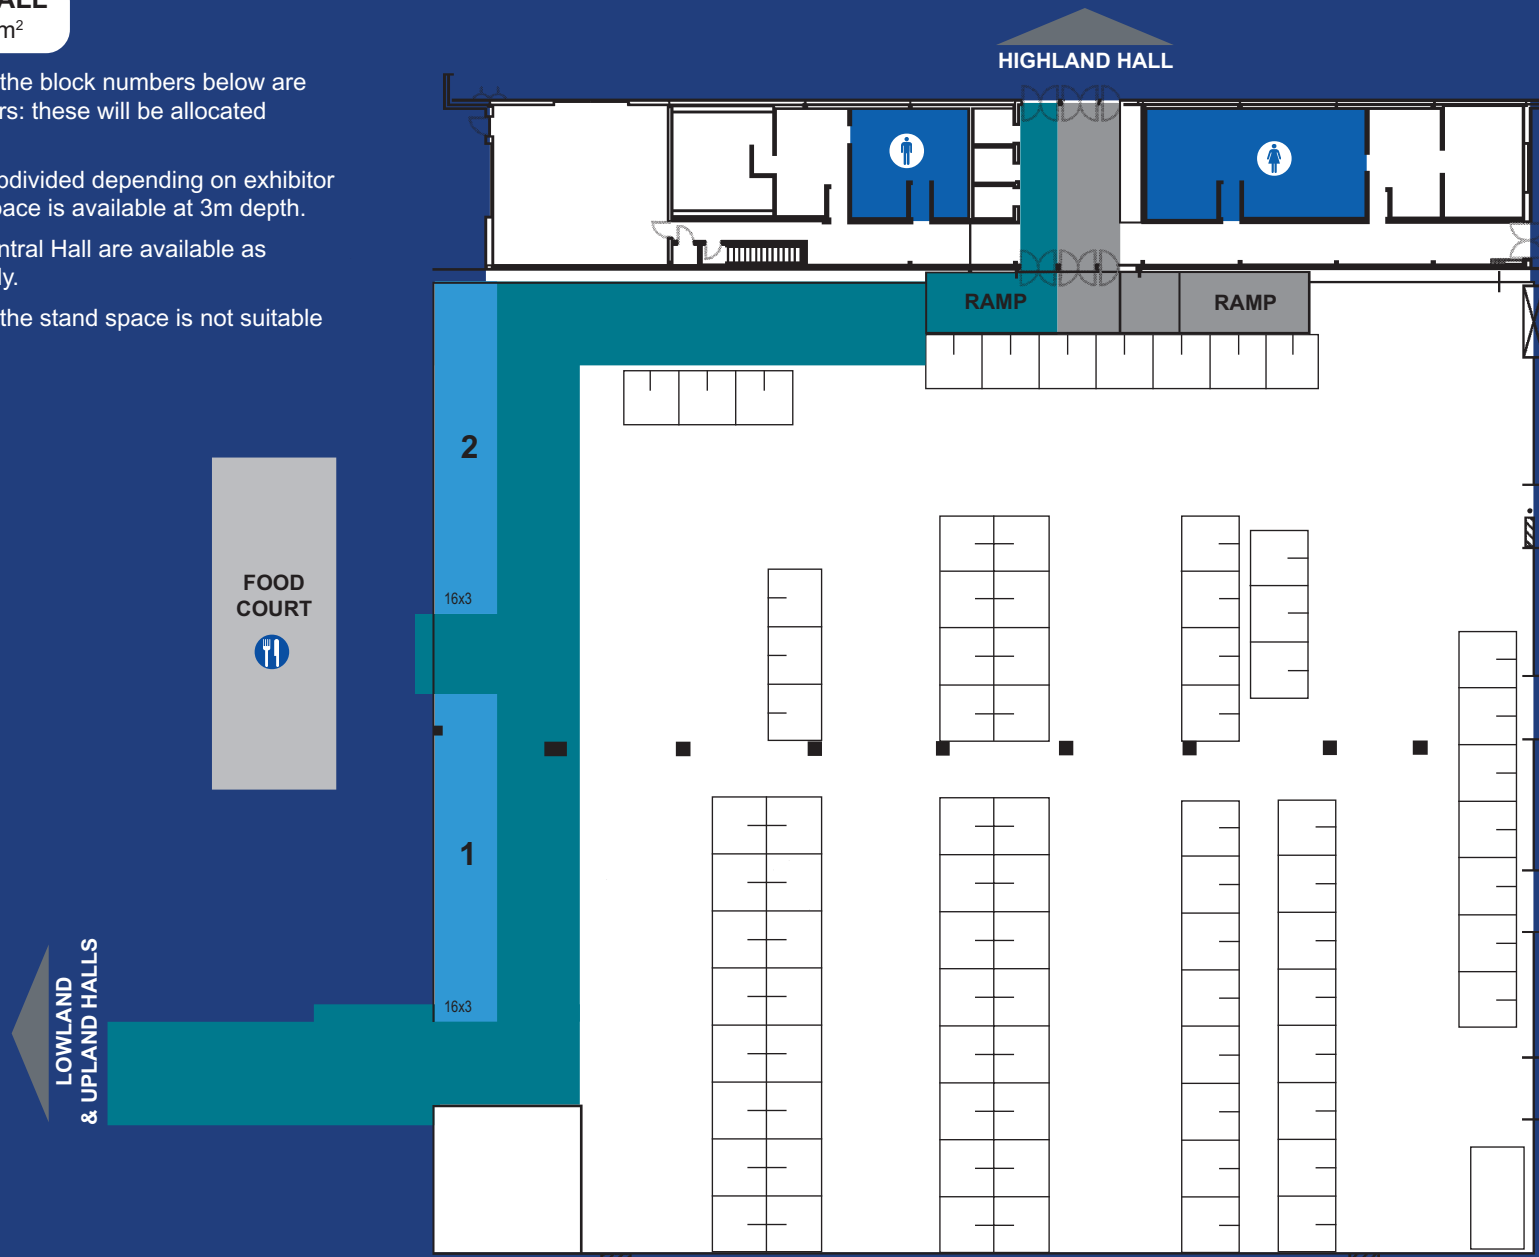 m²
the block numbers below are
rs: these will be allocated
bdivided depending on exhibitor
pace is available at 3m depth.
ntral Hall are available as
ly.
the stand space is not suitable
HIGHLAND HALL
RAMP
RAMP
2
16x3
FOOD
COURT
1
16x3
LOWLAND
& UPLAND HALLS